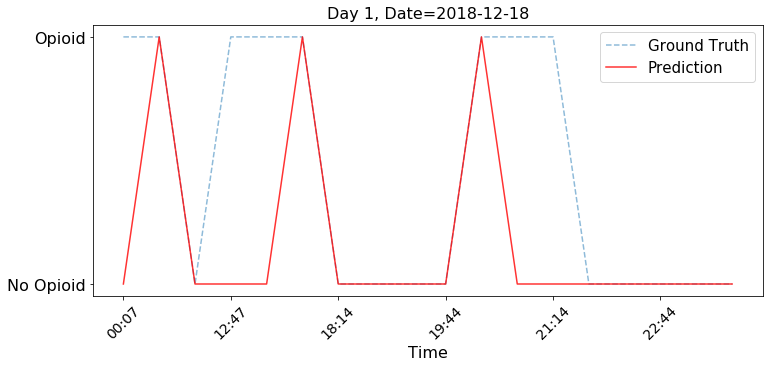 Day 1, Date=2018-12-18
Opioid
No Opioid
Ground Truth
Prediction
00:07
12:47
18:14
19:44
21:14
22:44
Time